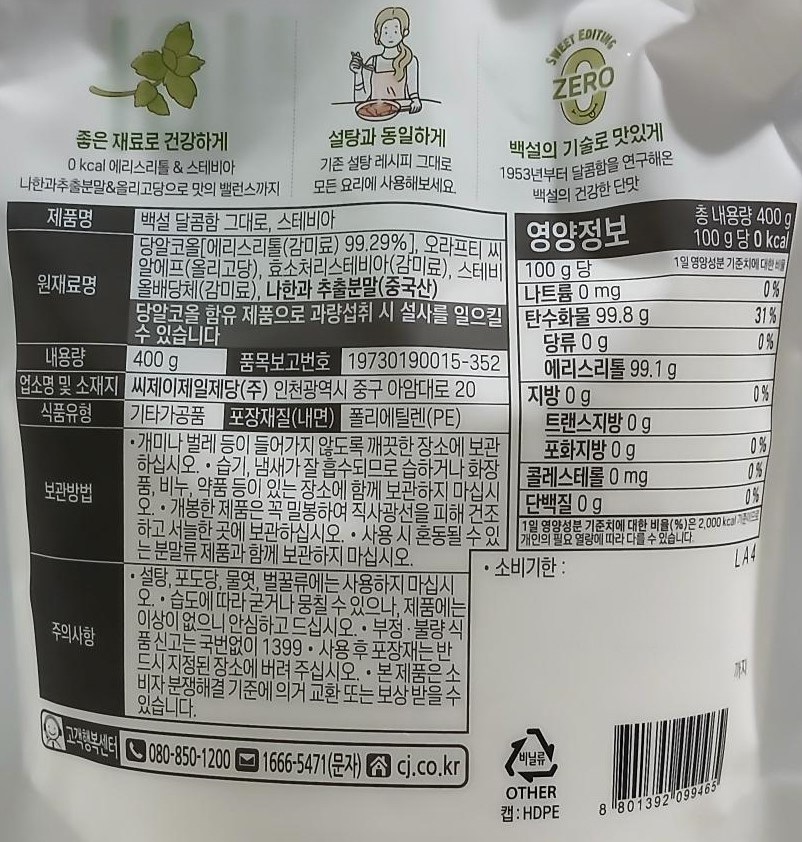 좋은 재료로 건강하게
0 kcal 에리스리톨 & 스테비아
나한과추출분말&올리고당으로 맛의 밸런스까지
설탕과 동일하게
기존 설탕 레시피 그대로
모든 요리에 사용해보세요.
SWEET EDITING
ZERO
백설의 기술로 맛있게
1953년부터 달콤함을 연구해온
백설의 건강한 단맛
제품명 백설 달콤함 그대로, 스테비아
원재료명
당알코올[에리스리톨(감미료) 99.29%], 오라프티 씨
알에프(올리고당), 효소처리스테비아(감미료), 스테비
올배당체(감미료), 나한과 추출분말(중국산)
당알코올 함유 제품으로 과량섭취 시 설사를 일으킬
수 있습니다
내용량 400 g 품목보고번호 19730190015-352
업소명 및 소재지 씨제이제일제당(주) 인천광역시 중구 아암대로 20
식품유형 기타가공품 포장재질(내면) 폴리에틸렌(PE)
보관방법
• 개미나 벌레 등이 들어가지 않도록 깨끗한 장소에 보관
하십시오. • 습기, 냄새가 잘 흡수되므로 습하거나 화장
품, 비누, 약품 등이 있는 장소에 함께 보관하지 마십시
오. • 개봉한 제품은 꼭 밀봉하여 직사광선을 피해 건조
하고 서늘한 곳에 보관하십시오. • 사용 시 혼동될 수 있
는 분말류 제품과 함께 보관하지 마십시오.
주의사항
• 설탕, 포도당, 물엿, 벌꿀류에는 사용하지 마십시
오. • 습도에 따라 굳거나 뭉칠 수 있으나, 제품에는
이상이 없으니 안심하고 드십시오. • 부정·불량식
품 신고는 국번없이 1399 • 사용 후 포장재는 반
드시 지정된 장소에 버려 주십시오. • 본 제품은 소
비자 분쟁해결 기준에 의거 교환 또는 보상 받을 수
있습니다.
고객행복센터 080-850-1200 1666-5471(문자) cj.co.kr
영양정보
총 내용량 400 g
100 g 당 0 kcal
100 g 당 1일 영양성분 기준치에 대한 비율
나트륨 0 mg 0 %
탄수화물 99.8 g 31 %
당류 0 g 0 %
에리스리톨 99.1 g
지방 0 g 0 %
트랜스지방 0 g
포화지방 0 g 0 %
콜레스테롤 0 mg 0 %
단백질 0 g 0 %
1일 영양성분 기준치에 대한 비율(%)은 2,000 kcal 기준이므로
개인의 필요 열량에 따라 다를 수 있습니다.
• 소비기한 : LA4
까지
비닐류
OTHER
캡 : HDPE
8 801392 099465